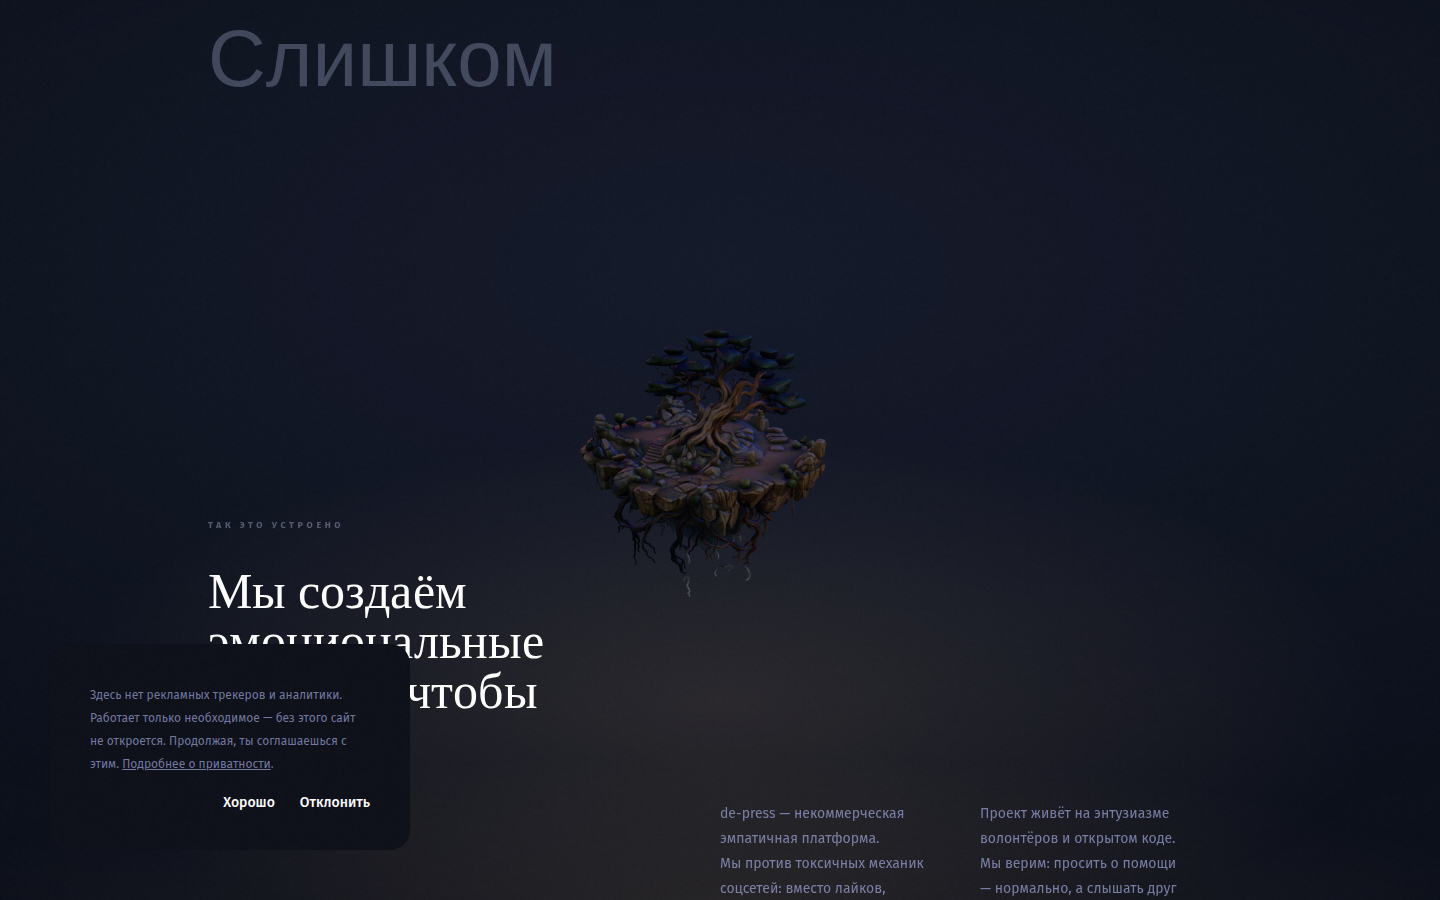 Слишком
ТАК ЭТО УСТРОЕНО
Мы создаём
эмоциональные
чтобы
Здесь нет рекламных трекеров и аналитики.
Работает только необходимое — без этого сайт
не откроется. Продолжая, ты соглашаешься с
этим. Подробнее о приватности.
Хорошо Отклонить
de-press — некоммерческая
эмпатичная платформа.
Мы против токсичных механик
соцсетей: вместо лайков,
Проект живёт на энтузиазме
волонтёров и открытом коде.
Мы верим: просить о помощи
— нормально, а слышать друг